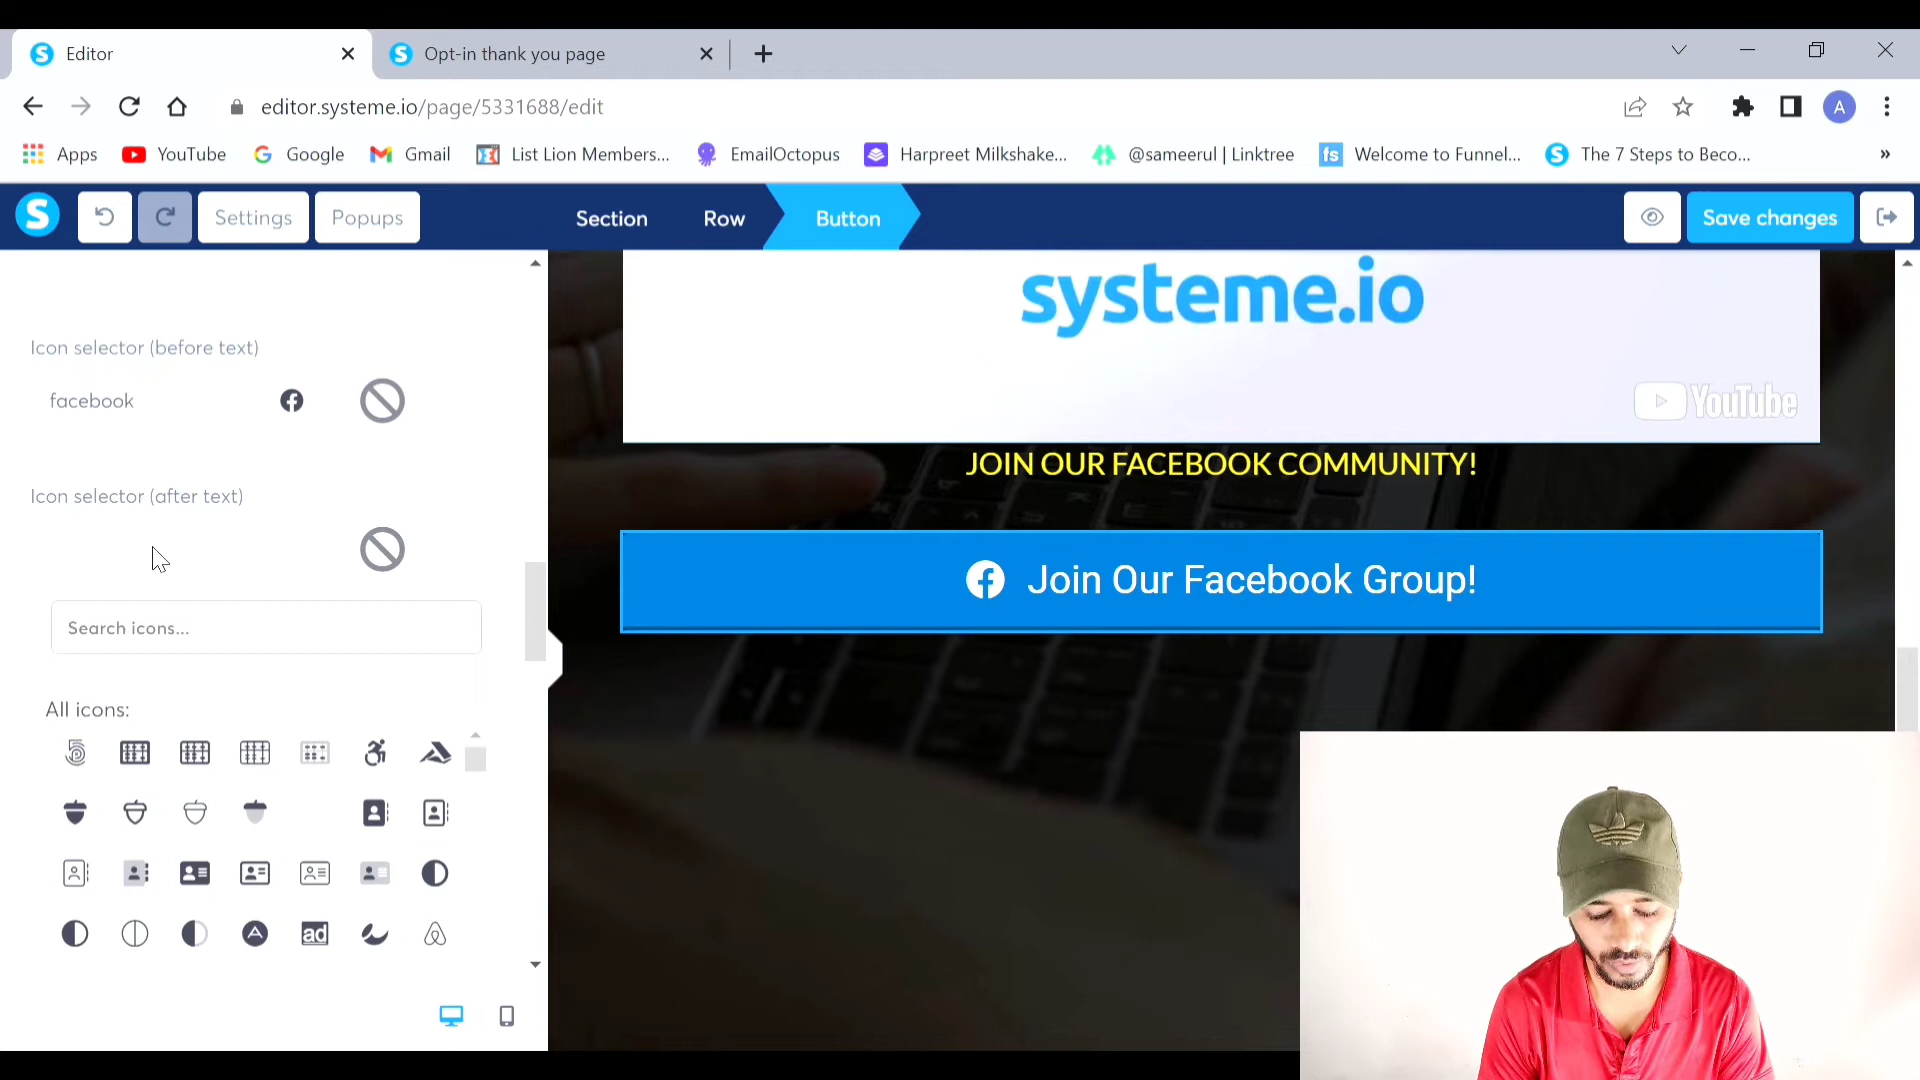 Editor
Opt-in thank you page
editor.systeme.io/page/5331688/edit
A
Apps
YouTube
Google
Gmail
List Lion Members...
EmailOctopus
Harpreet Milkshake...
@sameerul | Linktree
fs Welcome to Funnel...
The 7 Steps to Beco...
»
S
Settings
Popups
Section
Row
Button
Save changes
Icon selector (before text)
facebook
Icon selector (after text)
Search icons...
All icons:
ad
systeme.io
YouTube
JOIN OUR FACEBOOK COMMUNITY!
Join Our Facebook Group!